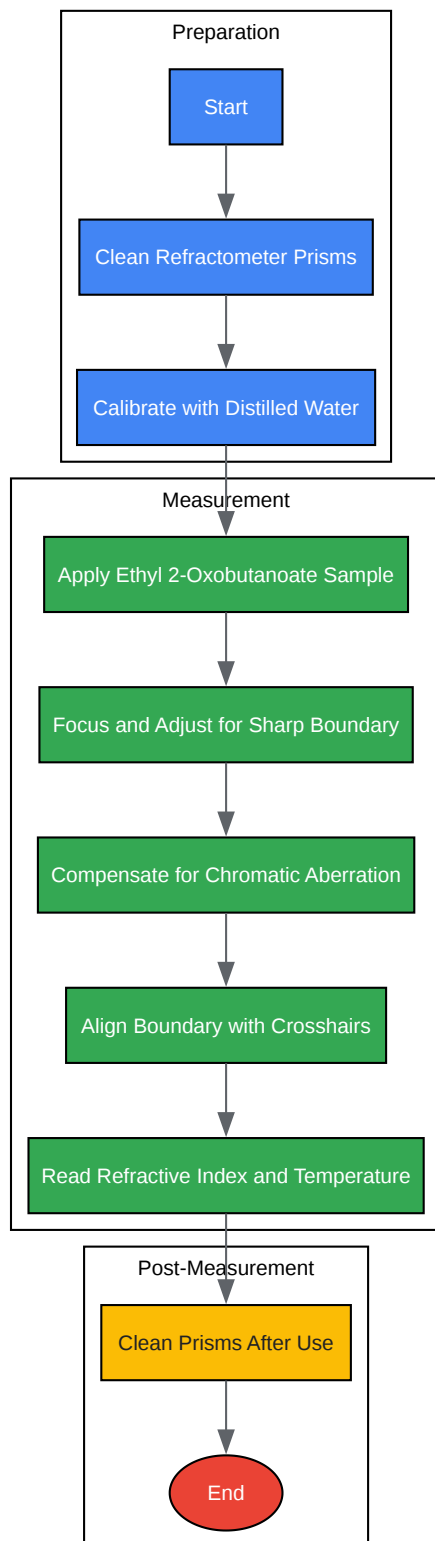 Preparation
Start
Clean Refractometer Prisms
Calibrate with Distilled Water
Measurement
Apply Ethyl 2-Oxobutanoate Sample
Focus and Adjust for Sharp Boundary
Compensate for Chromatic Aberration
Align Boundary with Crosshairs
Read Refractive Index and Temperature
Post-Measurement
Clean Prisms After Use
End